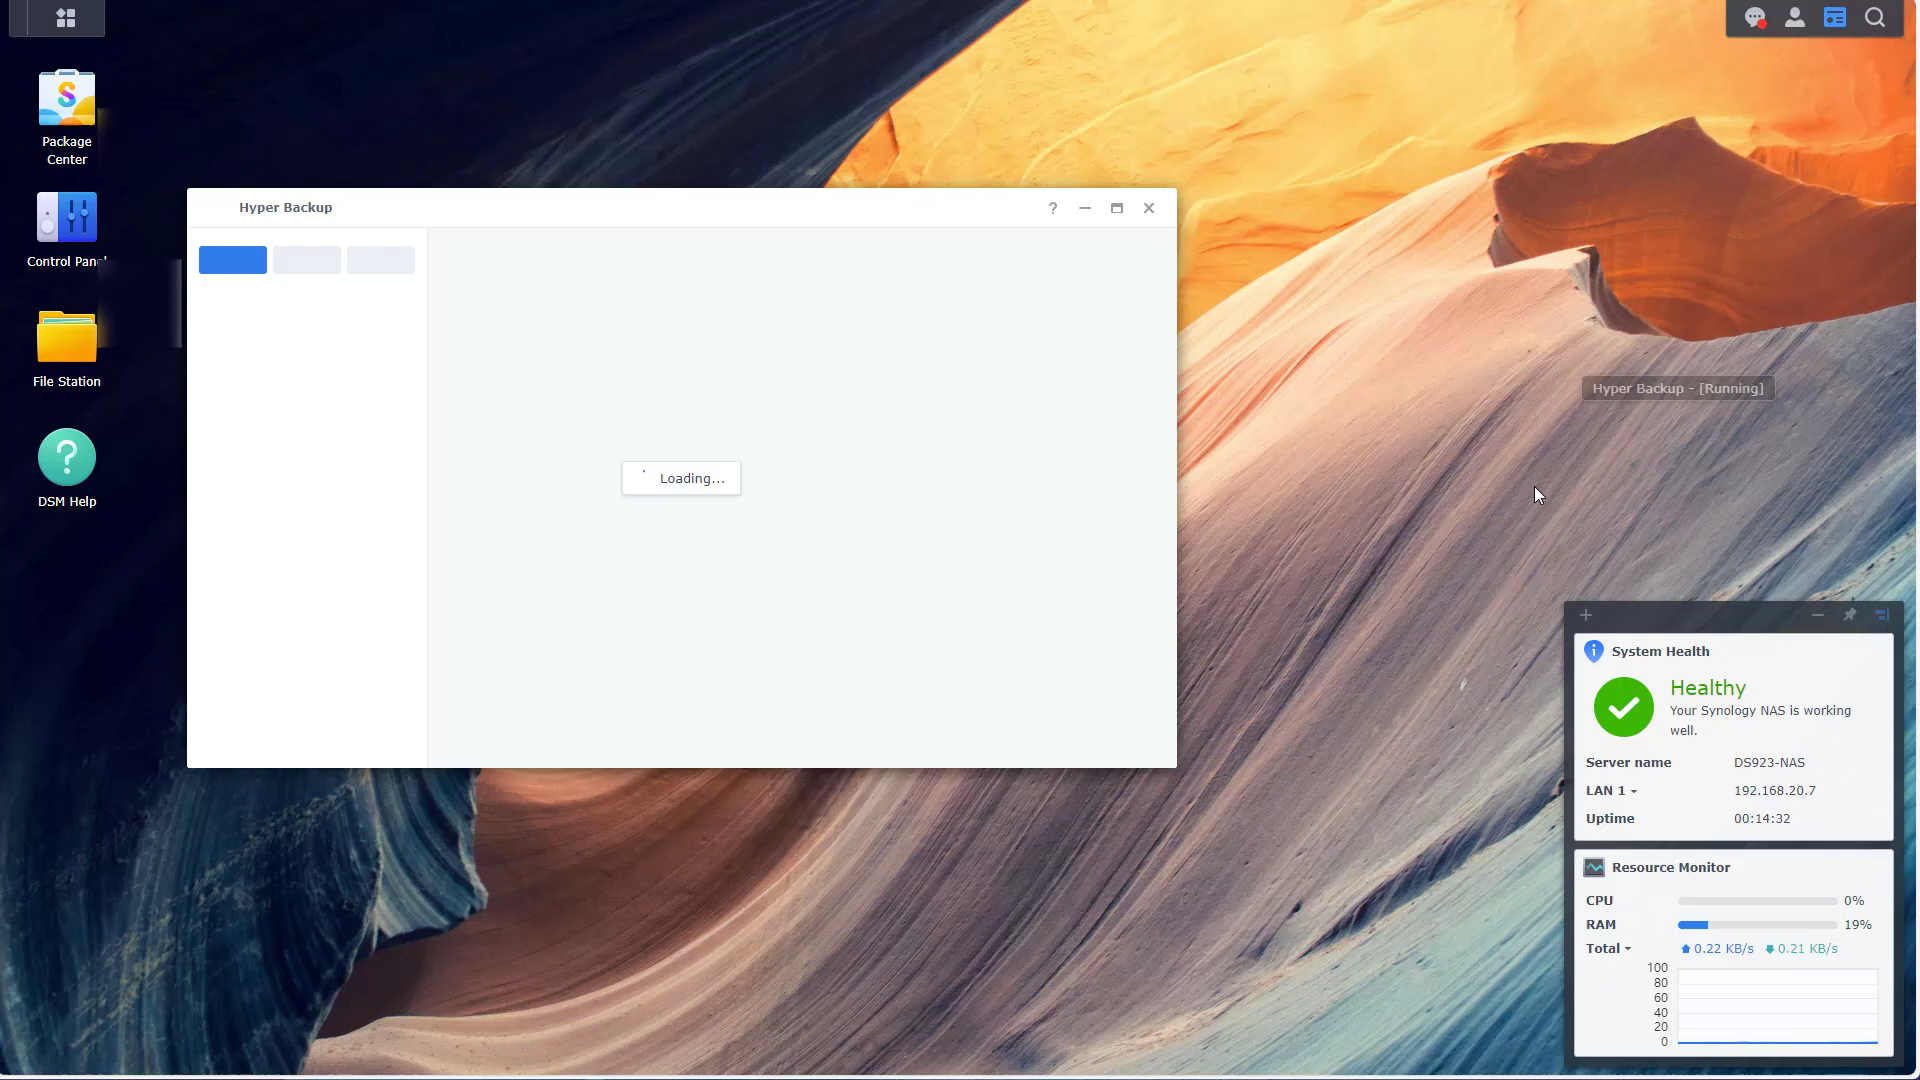 Package
Center
Control Pan
File Station
DSM Help
Hyper Backup
Loading...
Hyper Backup - [Running]
System Health
Healthy
Your Synology NAS is working
well.
Server name DS923-NAS
LAN 1 192.168.20.7
Uptime 00:14:32
Resource Monitor
CPU 0%
RAM 19%
Total 0.22 KB/s 0.21 KB/s
100
80
60
40
20
0